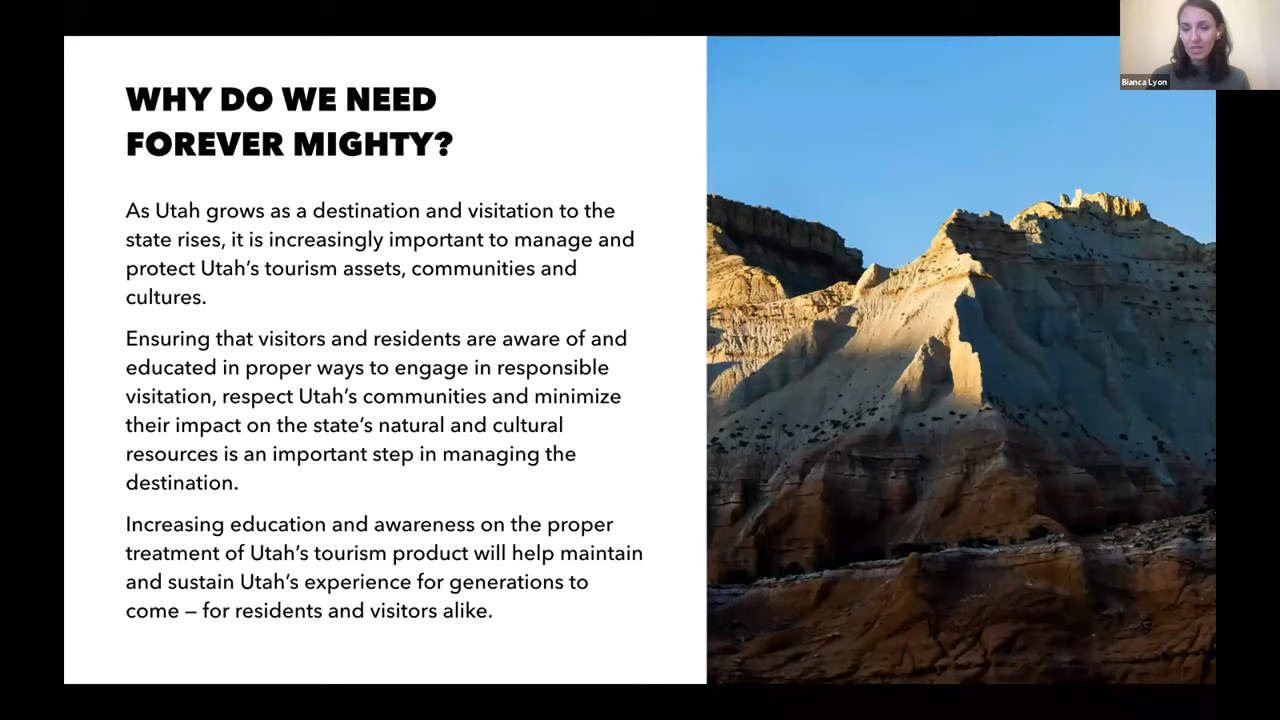 WHY DO WE NEED
FOREVER MIGHTY?
As Utah grows as a destination and visitation to the
state rises, it is increasingly important to manage and
protect Utah’s tourism assets, communities and
cultures.
Ensuring that visitors and residents are aware of and
educated in proper ways to engage in responsible
visitation, respect Utah’s communities and minimize
their impact on the state’s natural and cultural
resources is an important step in managing the
destination.
Increasing education and awareness on the proper
treatment of Utah’s tourism product will help maintain
and sustain Utah’s experience for generations to
come – for residents and visitors alike.
Bianca Lyon